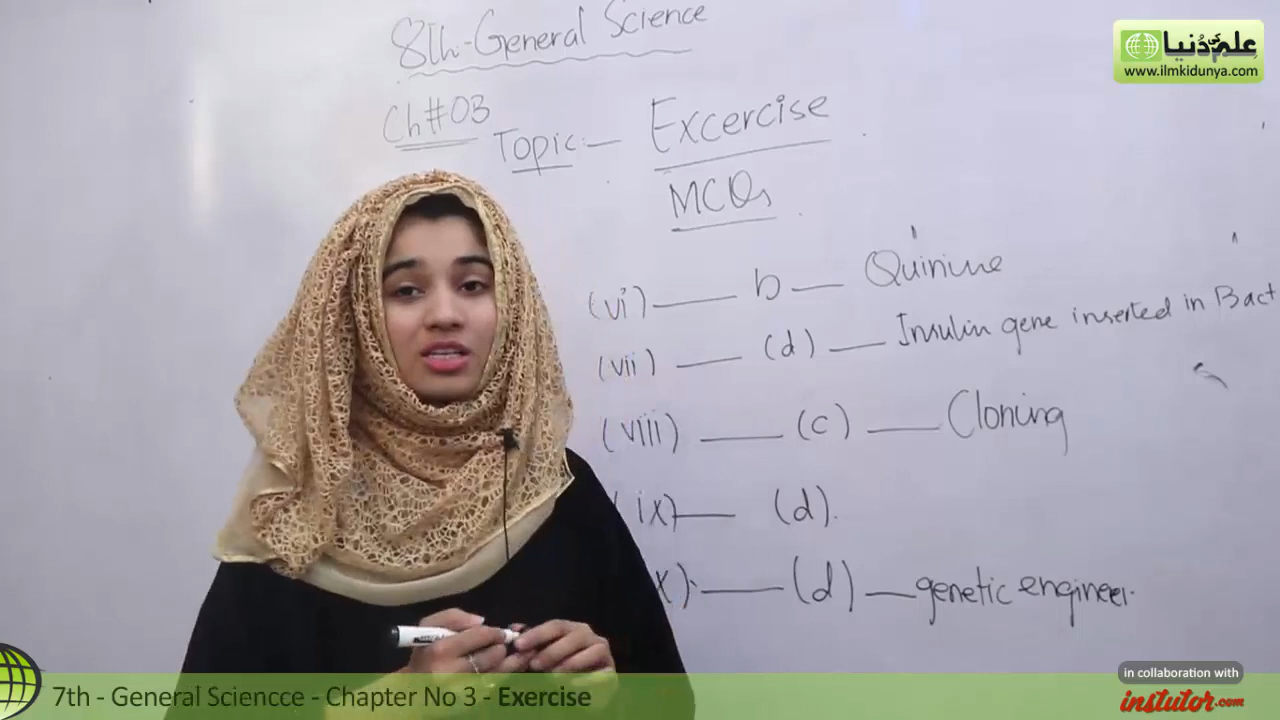 8th-General Science
علم کی دُنیا
www.ilmkidunya.com
Ch#03
Topic:- Excercise
MCQs
(vi) — b — Quinine
(vii) — (d) — Insulin gene inserted in Bact
(viii) — (c) — Cloning
(ix) — (d).
x) — (d) — genetic engineer.
in collaboration with
instutor.com
7th - General Sciencce - Chapter No 3 - Exercise